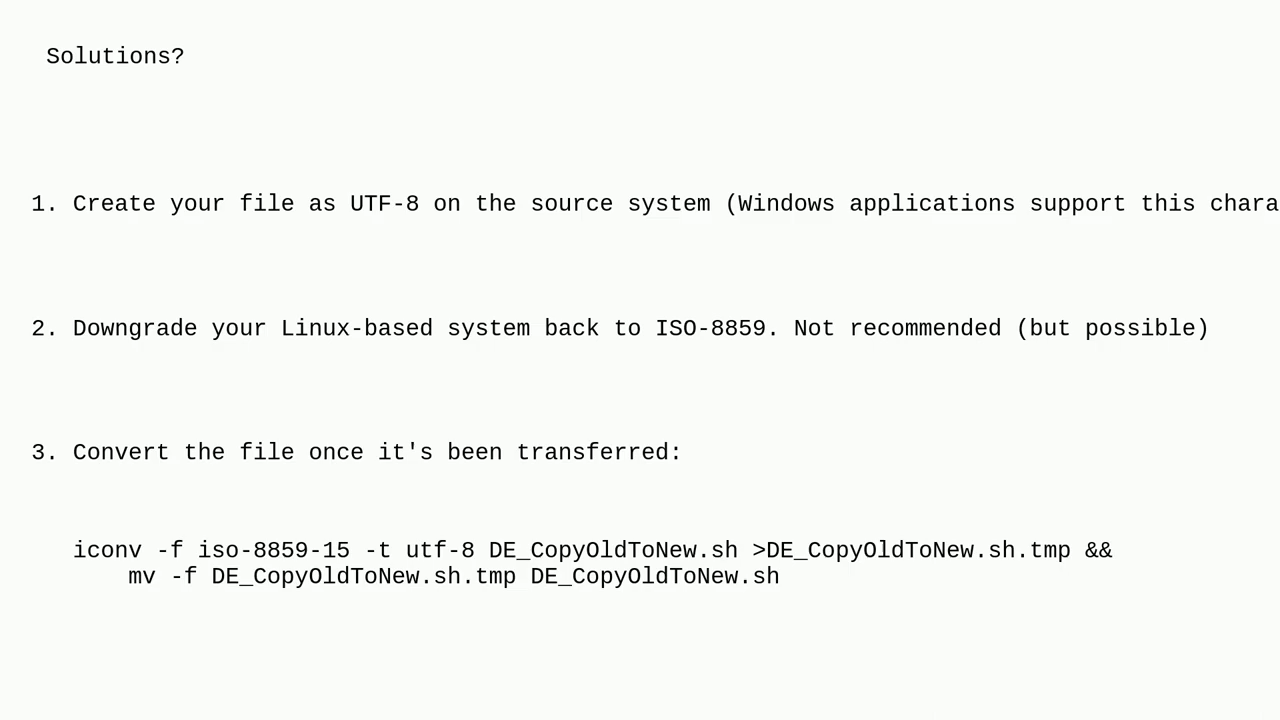 Solutions?
1. Create your file as UTF-8 on the source system (Windows applications support this
2. Downgrade your Linux-based system back to ISO-8859. Not recommended (but possible)
3. Convert the file once it's been transferred:
iconv -f iso-8859-15 -t utf-8 DE_CopyOldToNew.sh >DE_CopyOldToNew.sh.tmp &&
mv -f DE_CopyOldToNew.sh.tmp DE_CopyOldToNew.sh